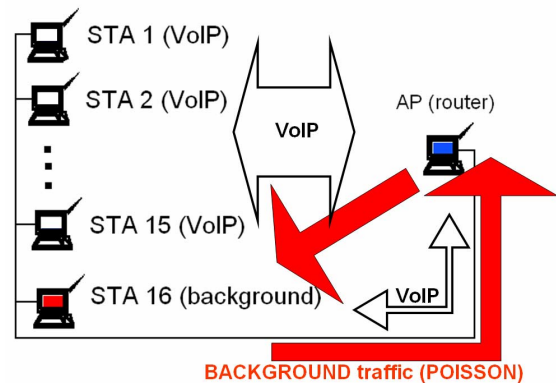 STA 1 (VoIP)
STA 2 (VoIP)
VoIP
AP (router)
STA 15 (VoIP)
STA 16 (background)
VoIP
BACKGROUND traffic (POISSON)